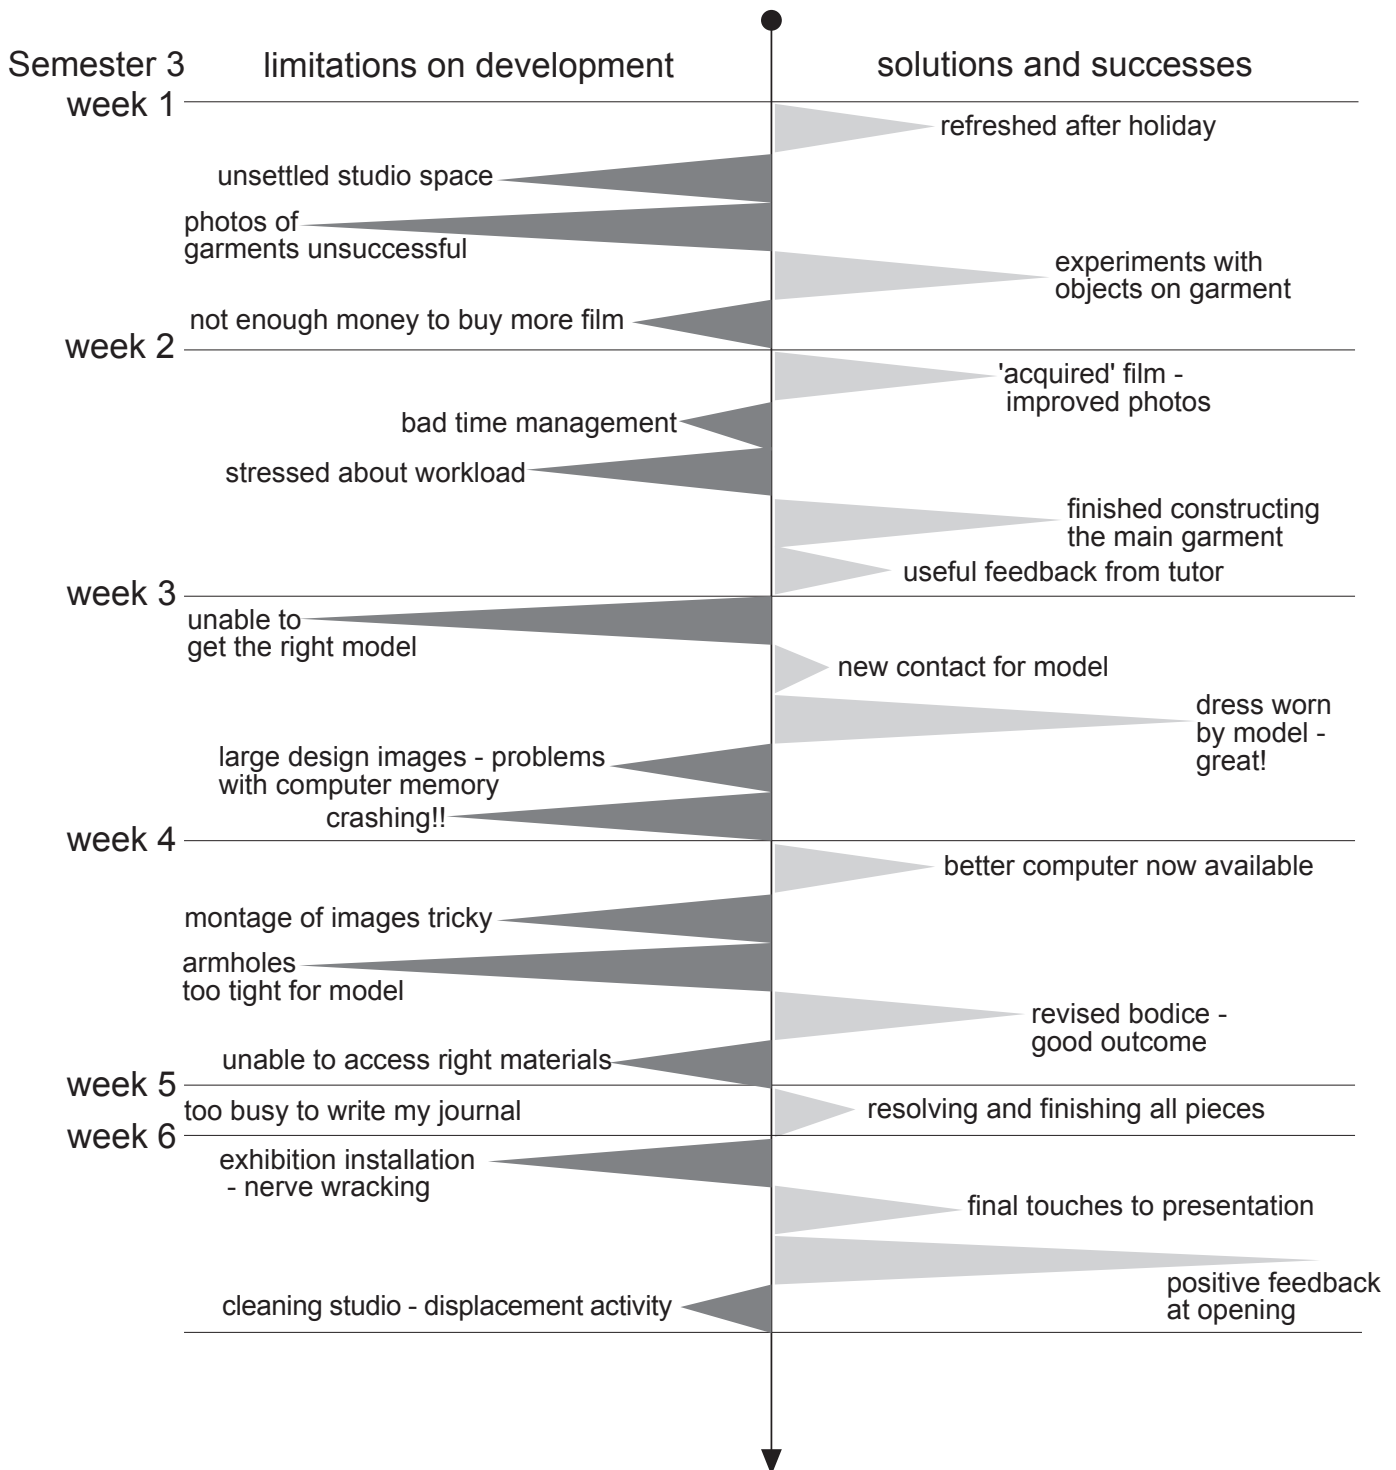 Semester 3
limitations on development
solutions and successes
week 1
refreshed after holiday
unsettled studio space
photos of
garments unsuccessful
experiments with
objects on garment
not enough money to buy more film
week 2
'acquired' film -
improved photos
bad time management
stressed about workload
finished constructing
the main garment
useful feedback from tutor
week 3
unable to
get the right model
new contact for model
dress worn
by model -
great!
large design images - problems
with computer memory
crashing!!
week 4
better computer now available
montage of images tricky
armholes
too tight for model
revised bodice -
good outcome
unable to access right materials
week 5
too busy to write my journal
resolving and finishing all pieces
week 6
exhibition installation
- nerve wracking
final touches to presentation
positive feedback
at opening
cleaning studio - displacement activity